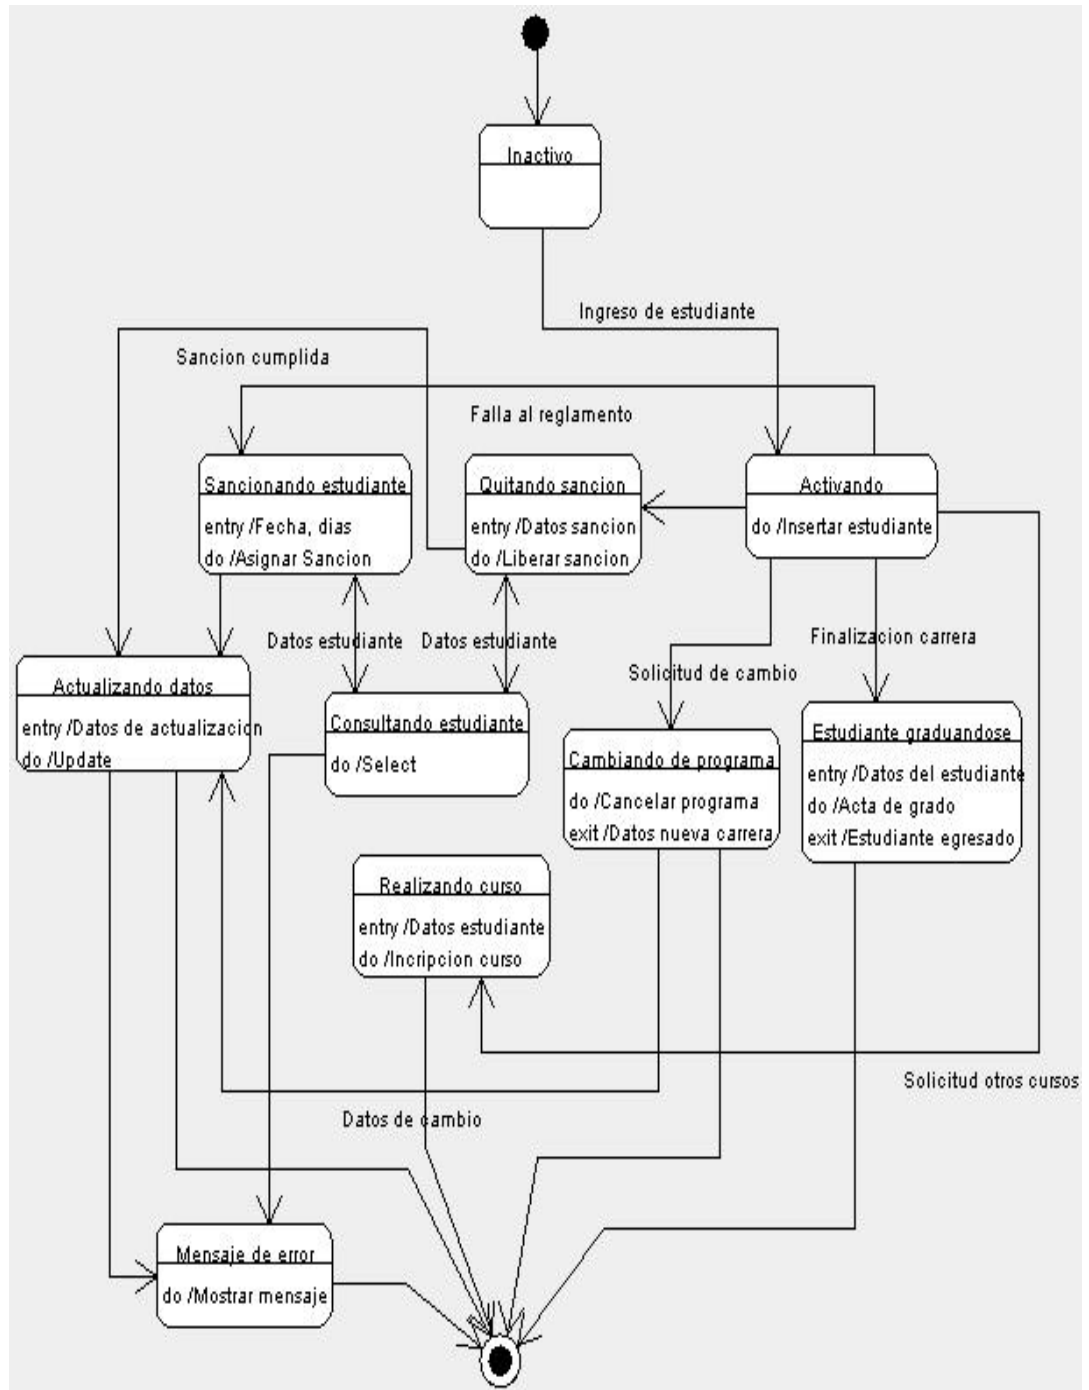 Inactivo
Ingreso de estudiante
Sancion cumplida
Falla al reglamento
Sancionando estudiante
entry /Fecha, dias
do /Asignar Sancion
Quitando sancion
entry /Datos sancion
do /Liberar sancion
Activando
do /Insertar estudiante
Datos estudiante
Datos estudiante
Finalizacion carrera
Solicitud de cambio
Actualizando datos
entry /Datos de actualizacion
do /Update
Consultando estudiante
do /Select
Cambiando de programa
do /Cancelar programa
exit /Datos nueva carrera
Estudiante graduandose
entry /Datos del estudiante
do /Acta de grado
exit /Estudiante egresado
Realizando curso
entry /Datos estudiante
do /Incripcion curso
Solicitud otros cursos
Datos de cambio
Mensaje de error
do /Mostrar mensaje